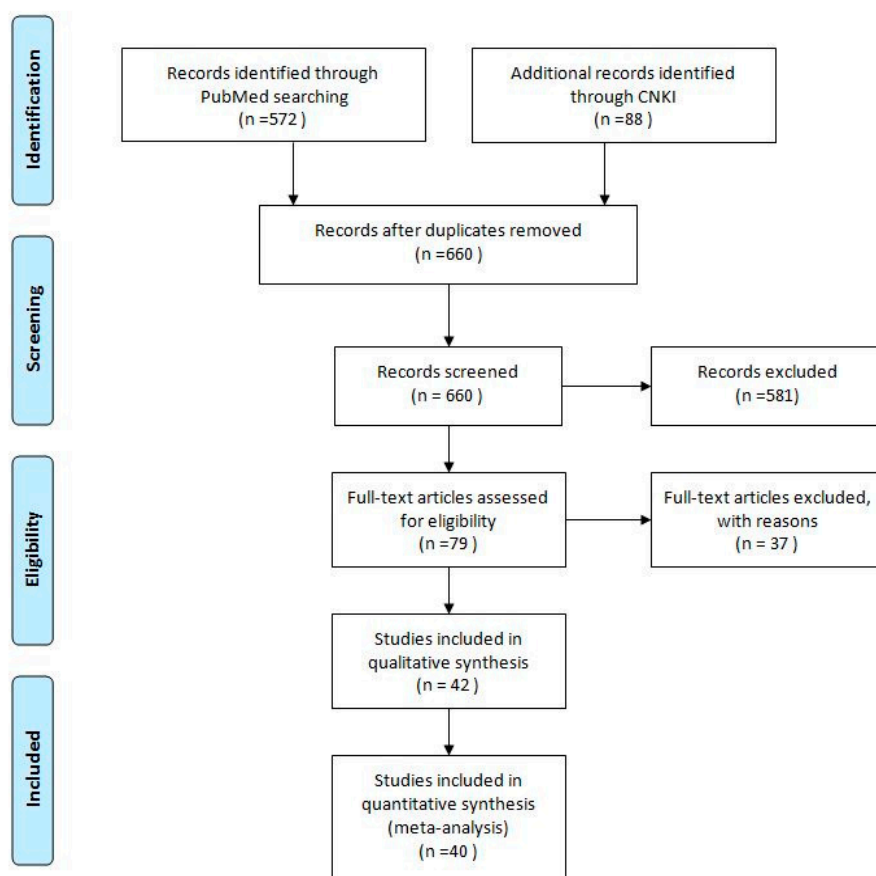 Identification
Records identified through
PubMed searching
(n =572 )
Additional records identified
through CNKI
(n =88 )
Records after duplicates removed
(n =660 )
Screening
Records screened
(n = 660 )
Records excluded
(n =581)
Eligibility
Full-text articles assessed
for eligibility
(n =79 )
Full-text articles excluded,
with reasons
(n = 37 )
Studies included in
qualitative synthesis
(n = 42 )
Included
Studies included in
quantitative synthesis
(meta-analysis)
(n =40 )